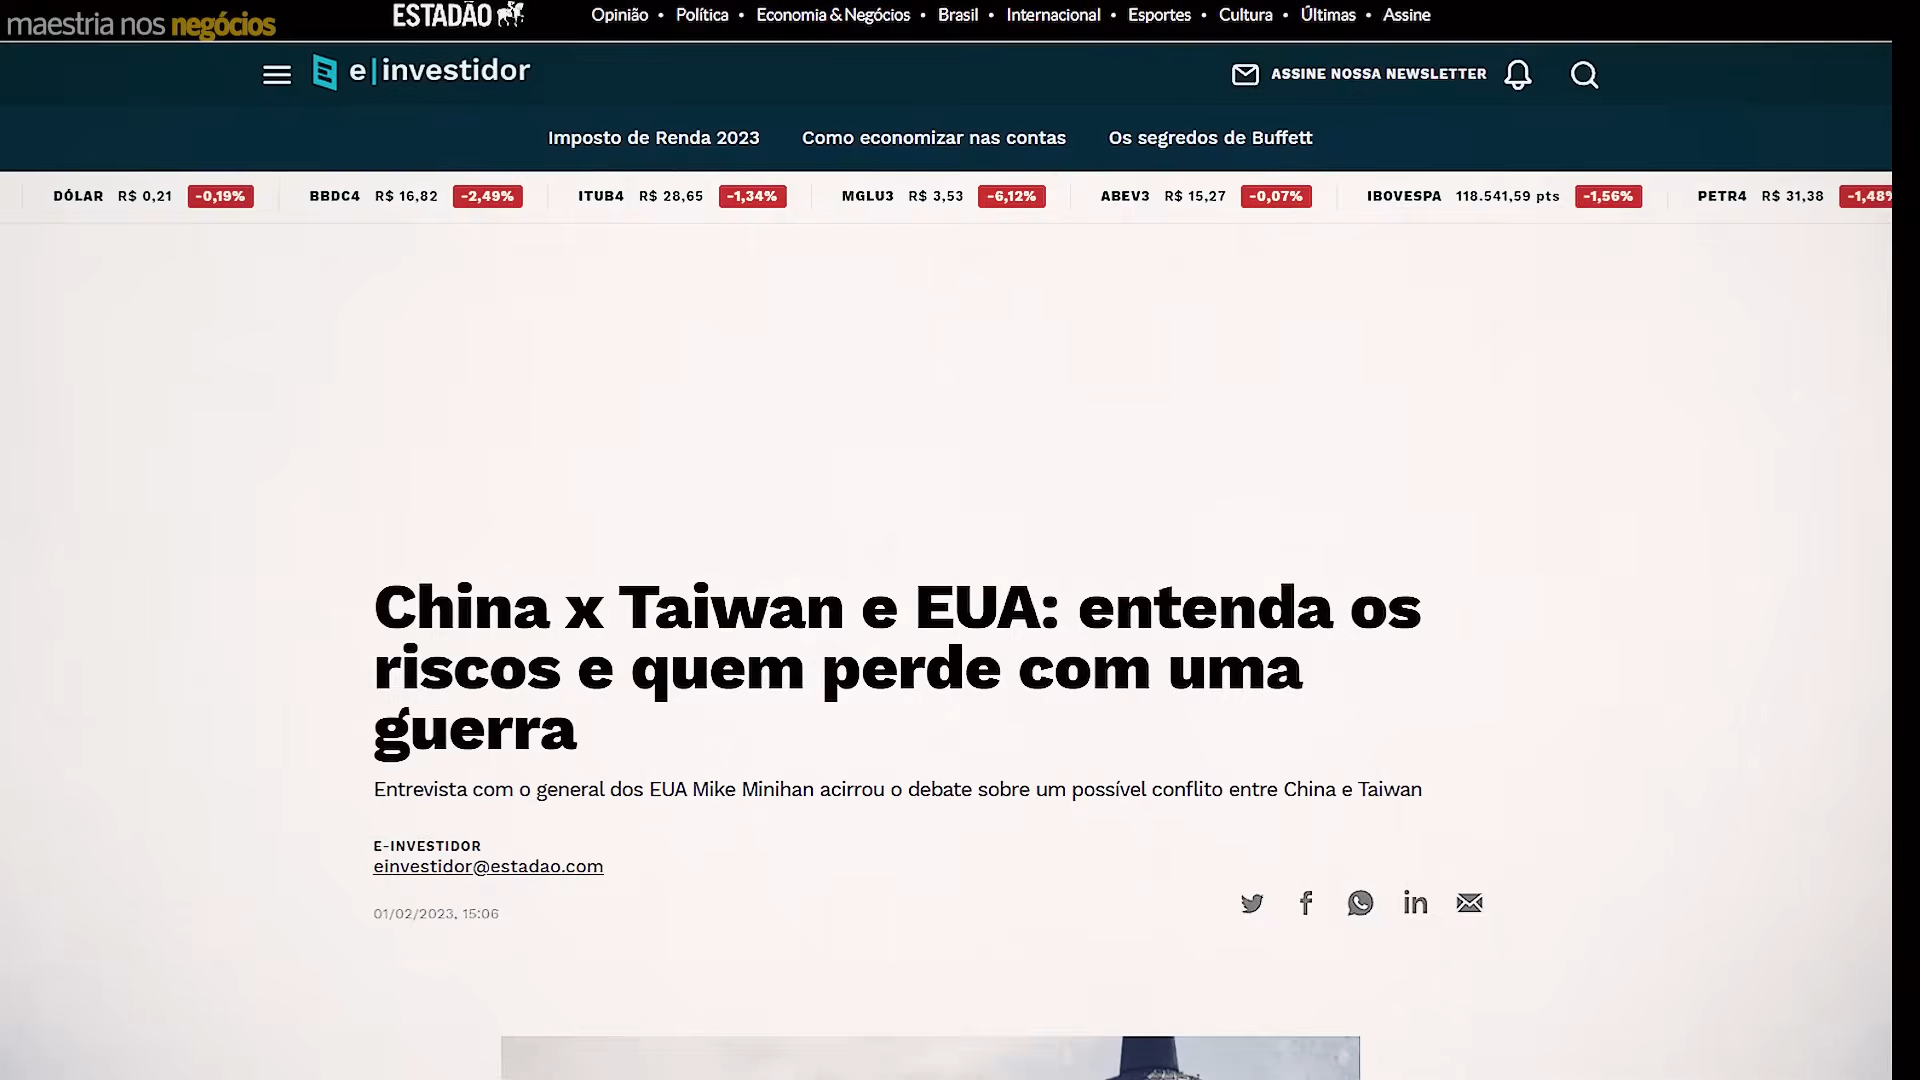 maestria nos negócios
ESTADÃO
Opinião • Política • Economia & Negócios • Brasil • Internacional • Esportes • Cultura • Últimas • Assine
e|investidor
ASSINE NOSSA NEWSLETTER
Imposto de Renda 2023 Como economizar nas contas Os segredos de Buffett
DÓLAR R$ 0,21 -0,19% BBDC4 R$ 16,82 -2,49% ITUB4 R$ 28,65 -1,34% MGLU3 R$ 3,53 -6,12% ABEV3 R$ 15,27 -0,07% IBOVESPA 118.541,59 pts -1,56% PETR4 R$ 31,38 -1,48%
China x Taiwan e EUA: entenda os
riscos e quem perde com uma
guerra
Entrevista com o general dos EUA Mike Minihan acirrou o debate sobre um possível conflito entre China e Taiwan
E-INVESTIDOR
einvestidor@estadao.com
01/02/2023, 15:06